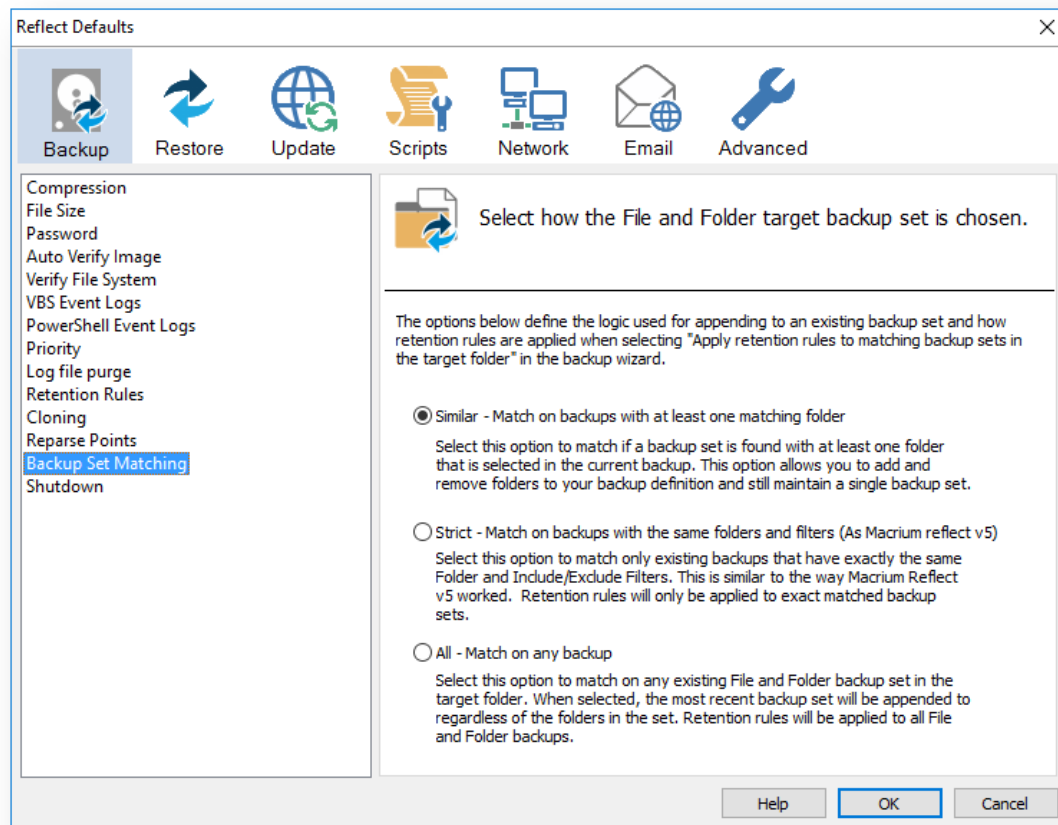 Reflect Defaults
Backup
Restore
Update
Scripts
Network
Email
Advanced
Compression
File Size
Password
Auto Verify Image
Verify File System
VBS Event Logs
PowerShell Event Logs
Priority
Log file purge
Retention Rules
Cloning
Reparse Points
Backup Set Matching
Shutdown
Select how the File and Folder target backup set is chosen.
The options below define the logic used for appending to an existing backup set and how
retention rules are applied when selecting "Apply retention rules to matching backup sets in
the target folder" in the backup wizard.
Similar - Match on backups with at least one matching folder
Select this option to match if a backup set is found with at least one folder
that is selected in the current backup. This option allows you to add and
remove folders to your backup definition and still maintain a single backup set.
Strict - Match on backups with the same folders and filters (As Macrium reflect v5)
Select this option to match only existing backups that have exactly the same
Folder and Include/Exclude Filters. This is similar to the way Macrium Reflect
v5 worked.  Retention rules will only be applied to exact matched backup
sets.
All - Match on any backup
Select this option to match on any existing File and Folder backup set in the
target folder. When selected, the most recent backup set will be appended to
regardless of the folders in the set. Retention rules will be applied to all File
and Folder backups.
Help
OK
Cancel